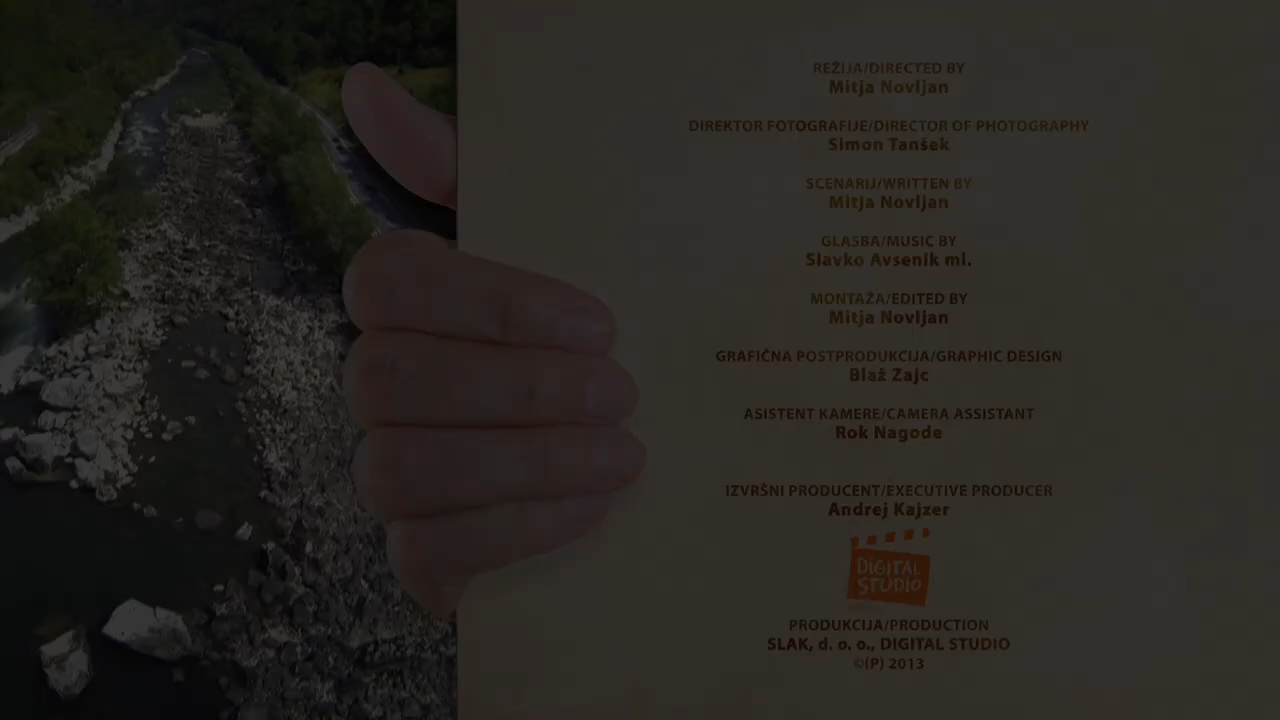 REŽIJA/DIRECTED BY
Mitja Novljan
DIREKTOR FOTOGRAFIJE/DIRECTOR OF PHOTOGRAPHY
Simon Tanšek
SCENARIJ/WRITTEN BY
Mitja Novljan
GLASBA/MUSIC BY
Slavko Avsenik ml.
MONTAŽA/EDITED BY
Mitja Novljan
GRAFIČNA POSTPRODUKCIJA/GRAPHIC DESIGN
Blaž Zajc
ASISTENT KAMERE/CAMERA ASSISTANT
Rok Nagode
IZVRŠNI PRODUCENT/EXECUTIVE PRODUCER
Andrej Kajzer
DiGiTAL
STUDiO
PRODUKCIJA/PRODUCTION
SLAK, d. o. o., DIGITAL STUDIO
©(P) 2013